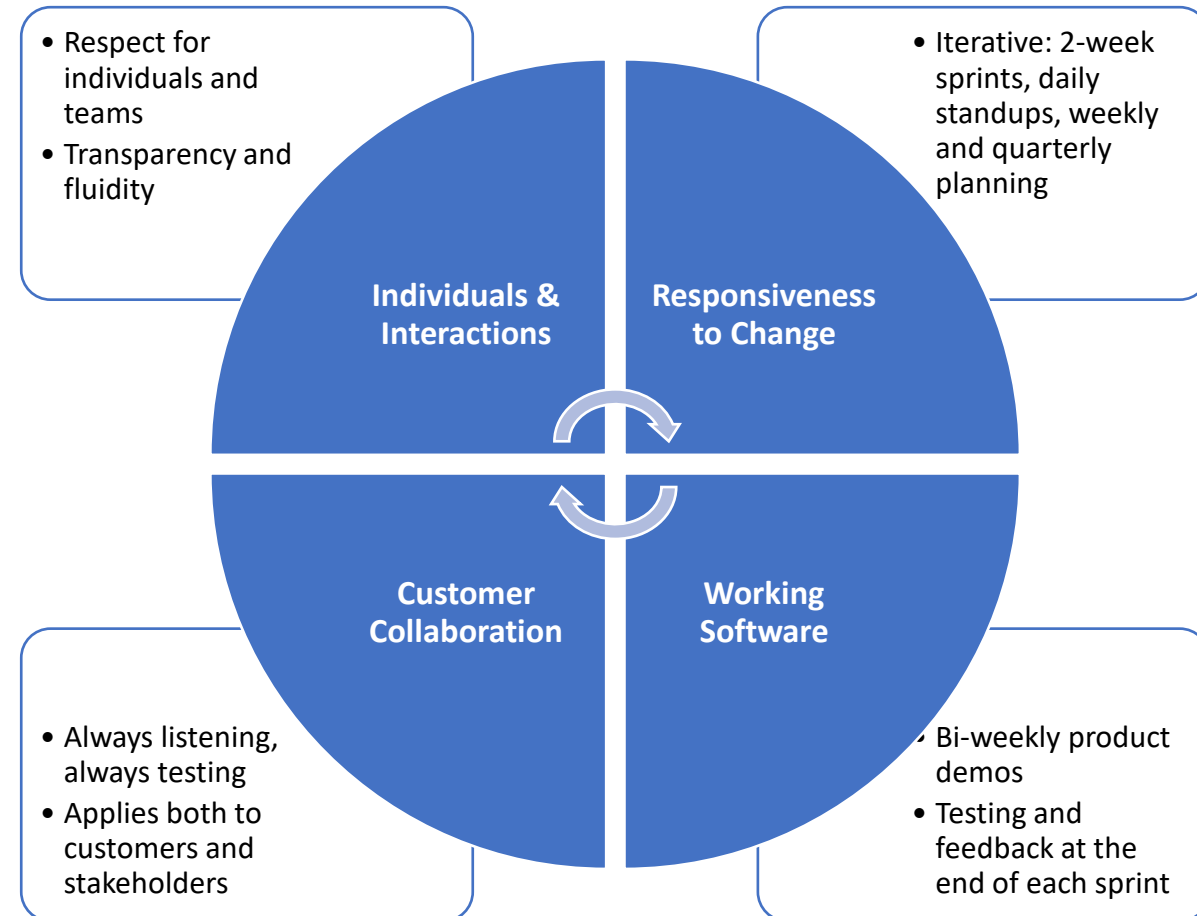 • Respect for
individuals and
teams
• Transparency and
fluidity
• Iterative: 2-week
sprints, daily
standups, weekly
and quarterly
planning
Individuals &
Interactions
Responsiveness
to Change
Customer
Collaboration
Working
Software
• Always listening,
always testing
• Applies both to
customers and
stakeholders
• Bi-weekly product
demos
• Testing and
feedback at the
end of each sprint